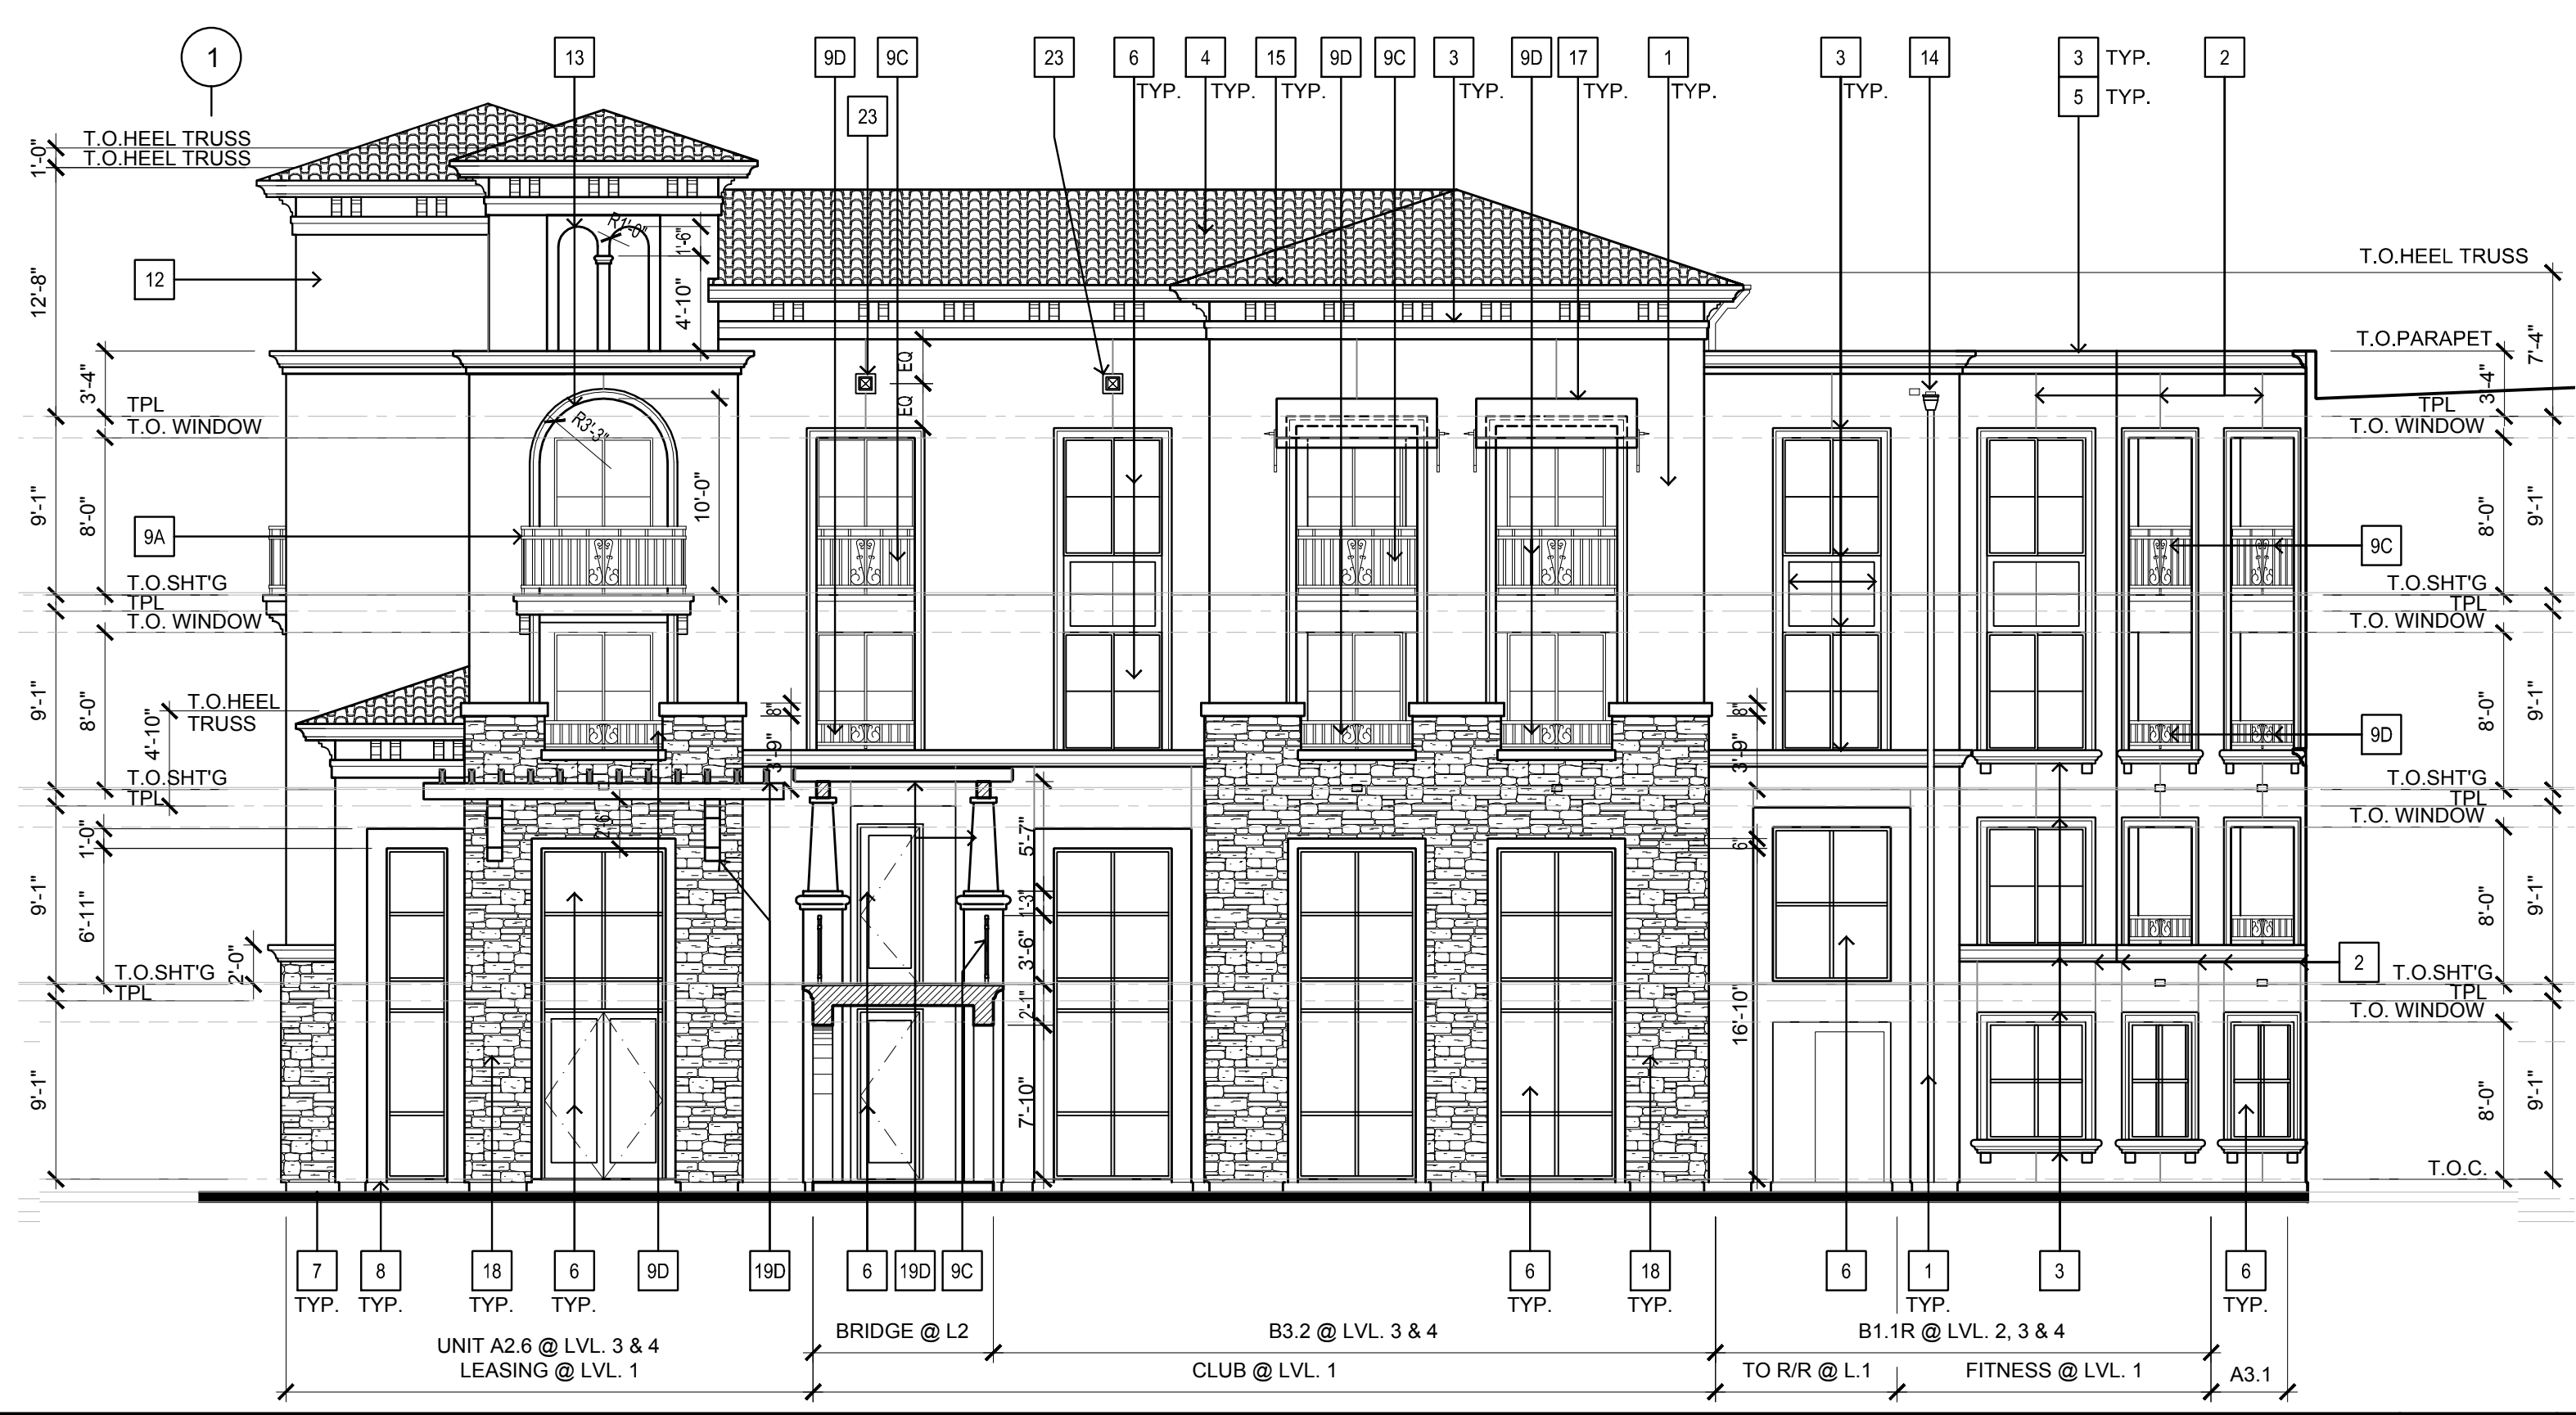 1
13
9D
9C
23
23
6
TYP.
4
TYP.
15
TYP.
9D
9C
3
TYP.
9D
17
TYP.
1
TYP.
3
TYP.
14
3 TYP.
5 TYP.
2
T.O.HEEL TRUSS
T.O.HEEL TRUSS
1'-0"
12'-8"
12
R1'-0"
1'-6"
4'-10"
3'-4"
TPL
T.O. WINDOW
R3'-3"
10'-0"
EQ
EQ
9'-1"
8'-0"
9A
T.O.SHT'G
TPL
T.O. WINDOW
9'-1"
8'-0"
4'-10"
T.O.HEEL
TRUSS
T.O.SHT'G
TPL
8"
3'-9"
1'-0"
2'-6"
9'-1"
6'-11"
2'-0"
T.O.SHT'G
TPL
9'-1"
5'-7"
1'-3"
3'-6"
2'-1"
7'-10"
8"
3'-9"
6"
16'-10"
T.O.HEEL TRUSS
T.O.PARAPET
7'-4"
3'-4"
TPL
T.O. WINDOW
8'-0"
9'-1"
9C
T.O.SHT'G
TPL
T.O. WINDOW
8'-0"
9'-1"
9D
T.O.SHT'G
TPL
T.O. WINDOW
8'-0"
9'-1"
2
T.O.SHT'G
TPL
T.O. WINDOW
8'-0"
9'-1"
T.O.C.
7
TYP.
8
TYP.
18
TYP.
6
TYP.
9D
19D
6
19D
9C
6
TYP.
18
TYP.
6
1
TYP.
3
6
TYP.
UNIT A2.6 @ LVL. 3 & 4
LEASING @ LVL. 1
BRIDGE @ L2
B3.2 @ LVL. 3 & 4
CLUB @ LVL. 1
B1.1R @ LVL. 2, 3 & 4
TO R/R @ L.1
FITNESS @ LVL. 1
A3.1